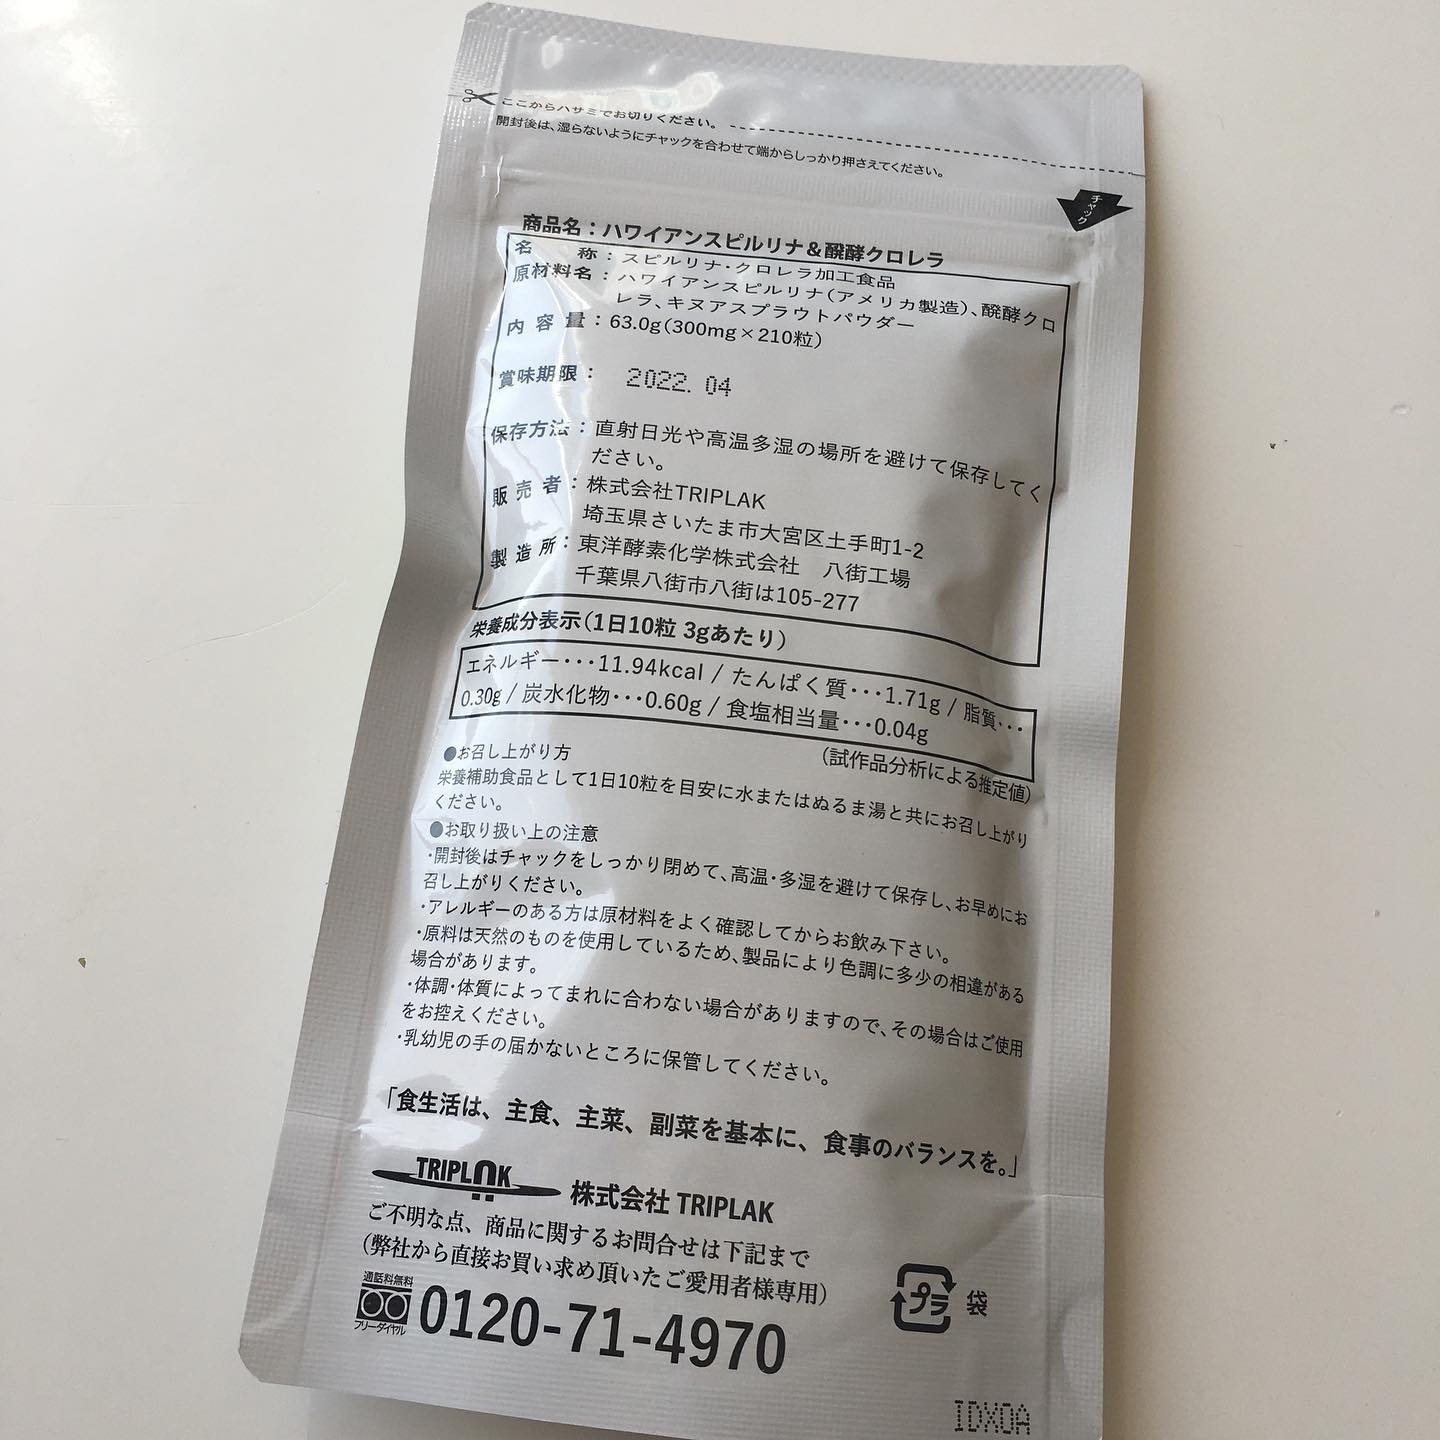 ここからハサミでお切りください。
開封後は、湿らないようにチャックを合わせて端からしっかり押さえてください。
チャック
商品名：ハワイアンスピルリナ＆醗酵クロレラ
名称：スピルリナ・クロレラ加工食品
原材料名：ハワイアンスピルリナ（アメリカ製造）、醗酵クロ
レラ、キヌアスプラウトパウダー
内容量：63.0g（300mg×210粒）
賞味期限：2022.04
保存方法：直射日光や高温多湿の場所を避けて保存してく
ださい。
販売者：株式会社TRIPLAK
埼玉県さいたま市大宮区土手町1-2
製造所：東洋酵素化学株式会社　八街工場
千葉県八街市八街は105-277
栄養成分表示（1日10粒 3gあたり）
エネルギー・・・11.94kcal / たんぱく質・・・1.71g / 脂質・・・
0.30g / 炭水化物・・・0.60g / 食塩相当量・・・0.04g
（試作品分析による推定値）
●お召し上がり方
栄養補助食品として1日10粒を目安に水またはぬるま湯と共にお召し上がり
ください。
●お取り扱い上の注意
・開封後はチャックをしっかり閉めて、高温・多湿を避けて保存し、お早めにお
召し上がりください。
・アレルギーのある方は原材料をよく確認してからお飲み下さい。
・原料は天然のものを使用しているため、製品により色調に多少の相違がある
場合があります。
・体調・体質によってまれに合わない場合がありますので、その場合はご使用
をお控えください。
・乳幼児の手の届かないところに保管してください。
「食生活は、主食、主菜、副菜を基本に、食事のバランスを。」
TRIPLAK 株式会社 TRIPLAK
ご不明な点、商品に関するお問合せは下記まで
（弊社から直接お買い求め頂いたご愛用者様専用）
通話料無料
フリーダイヤル
0120-71-4970
プラ 袋
IDX0A